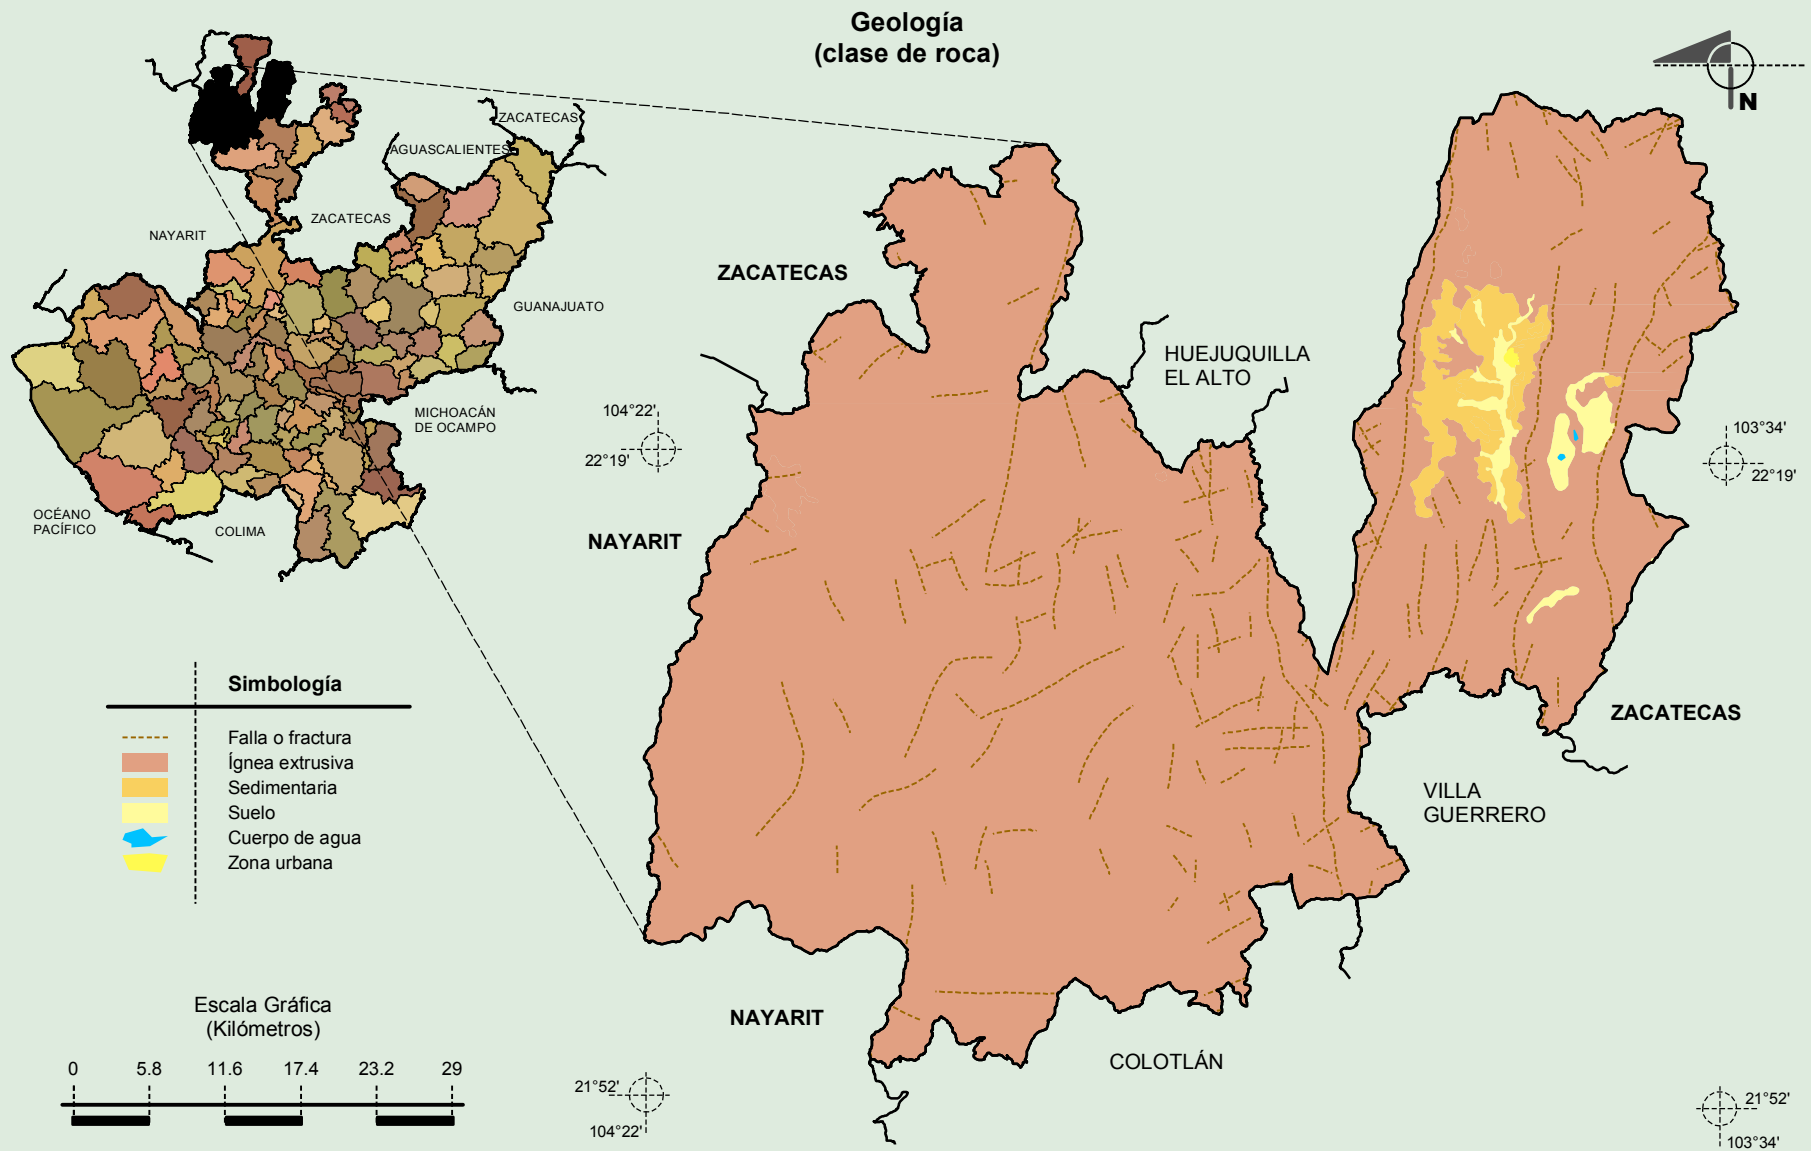 Geología
(clase de roca)
N
ZACATECAS
AGUASCALIENTES
ZACATECAS
NAYARIT
GUANAJUATO
MICHOACÁN
DE OCAMPO
OCÉANO
PACÍFICO
COLIMA
ZACATECAS
HUEJUQUILLA
EL ALTO
104°22'
22°19'
103°34'
22°19'
NAYARIT
ZACATECAS
VILLA
GUERRERO
NAYARIT
COLOTLÁN
21°52'
104°22'
21°52'
103°34'
Simbología
Falla o fractura
Ígnea extrusiva
Sedimentaria
Suelo
Cuerpo de agua
Zona urbana
Escala Gráfica
(Kilómetros)
0 5.8 11.6 17.4 23.2 29